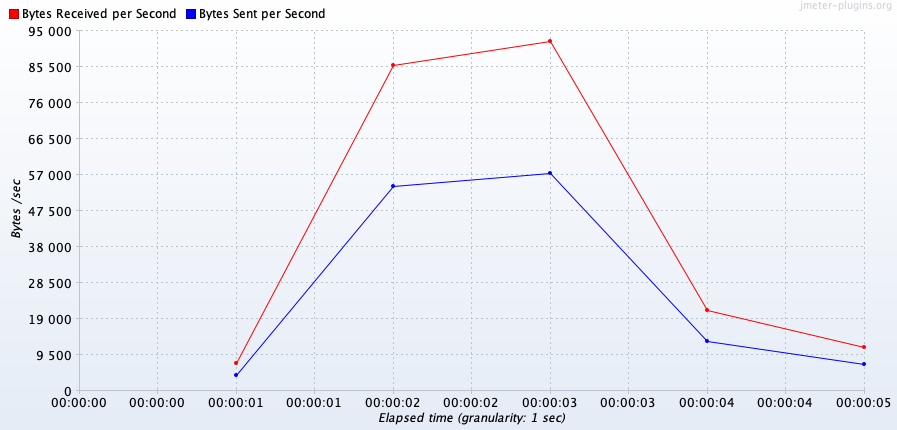 jmeter-plugins.org
Bytes Received per Second Bytes Sent per Second
95 000
85 500
76 000
66 500
57 000
47 500
38 000
28 500
19 000
9 500
0
Bytes /sec
00:00:00 00:00:00 00:00:01 00:00:01 00:00:02 00:00:02 00:00:03 00:00:03 00:00:04 00:00:04 00:00:05
Elapsed time (granularity: 1 sec)